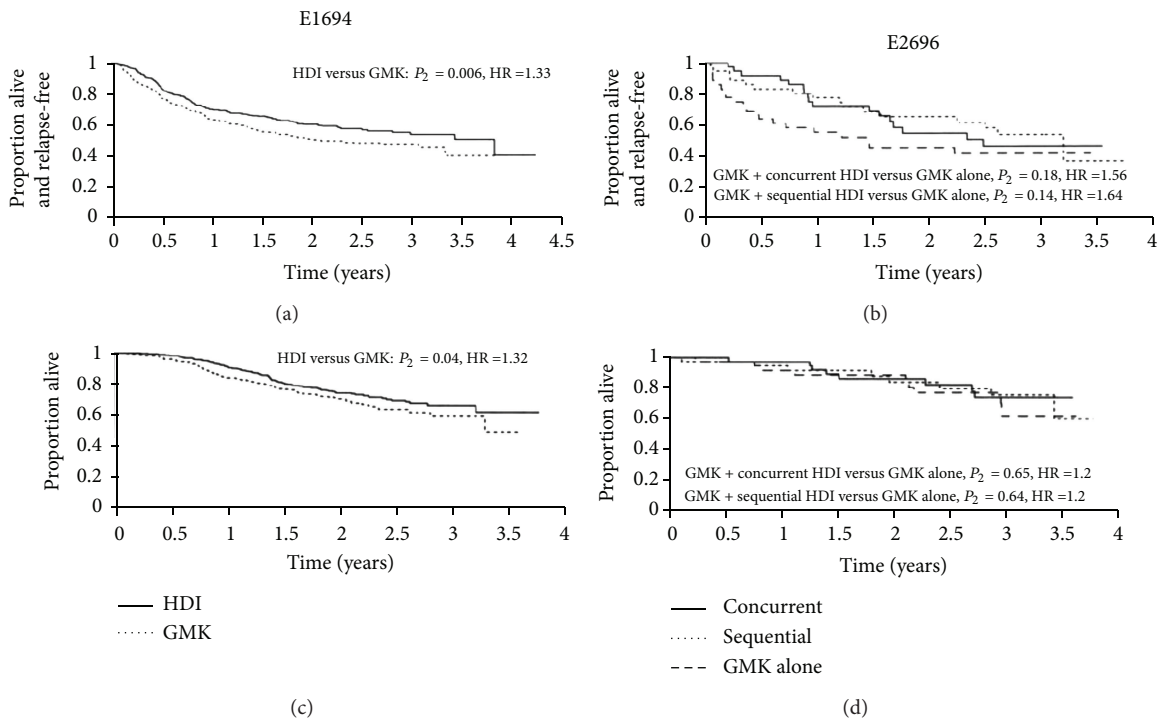 E1694
Proportion alive
and relapse-free
1
0.8
0.6
0.4
0.2
0
HDI versus GMK: P2 = 0.006, HR =1.33
0 0.5 1 1.5 2 2.5 3 3.5 4 4.5
Time (years)
(a)
E2696
Proportion alive
and relapse-free
1
0.8
0.6
0.4
0.2
0
GMK + concurrent HDI versus GMK alone, P2 = 0.18, HR =1.56
GMK + sequential HDI versus GMK alone, P2 = 0.14, HR =1.64
0 0.5 1 1.5 2 2.5 3 3.5 4
Time (years)
(b)
Proportion alive
1
0.8
0.6
0.4
0.2
0
HDI versus GMK: P2 = 0.04, HR =1.32
0 0.5 1 1.5 2 2.5 3 3.5 4
Time (years)
HDI
GMK
(c)
Proportion alive
1
0.8
0.6
0.4
0.2
0
GMK + concurrent HDI versus GMK alone, P2 = 0.65, HR =1.2
GMK + sequential HDI versus GMK alone, P2 = 0.64, HR =1.2
0 0.5 1 1.5 2 2.5 3 3.5 4
Time (years)
Concurrent
Sequential
GMK alone
(d)